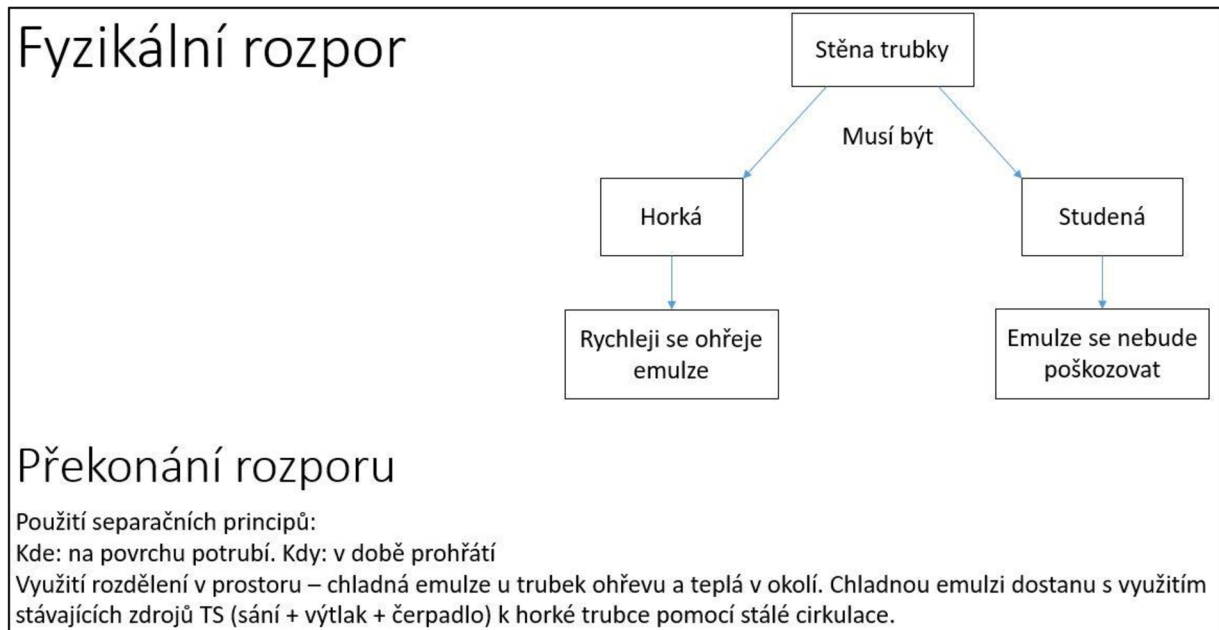 Fyzikální rozpor
Stěna trubky
Musí být
Horká
Studená
Rychleji se ohřeje
emulze
Emulze se nebude
poškozovat
Překonání rozporu
Použití separačních principů:
Kde: na povrchu potrubí. Kdy: v době prohřátí
Využití rozdělení v prostoru – chladná emulze u trubek ohřevu a teplá v okolí. Chladnou emulzi dostanu s využitím
stávajících zdrojů TS (sání + výtlak + čerpadlo) k horké trubce pomocí stálé cirkulace.